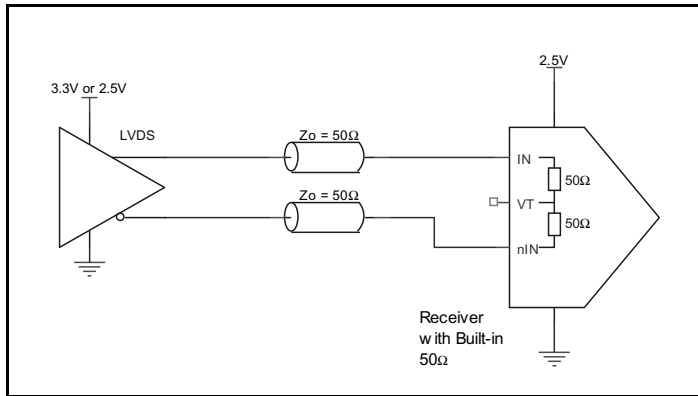 2.5V
3.3V or 2.5V
LVDS
Zo = 50Ω
IN
50Ω
Zo = 50Ω
VT
50Ω
nIN
Receiver
with Built-in
50Ω